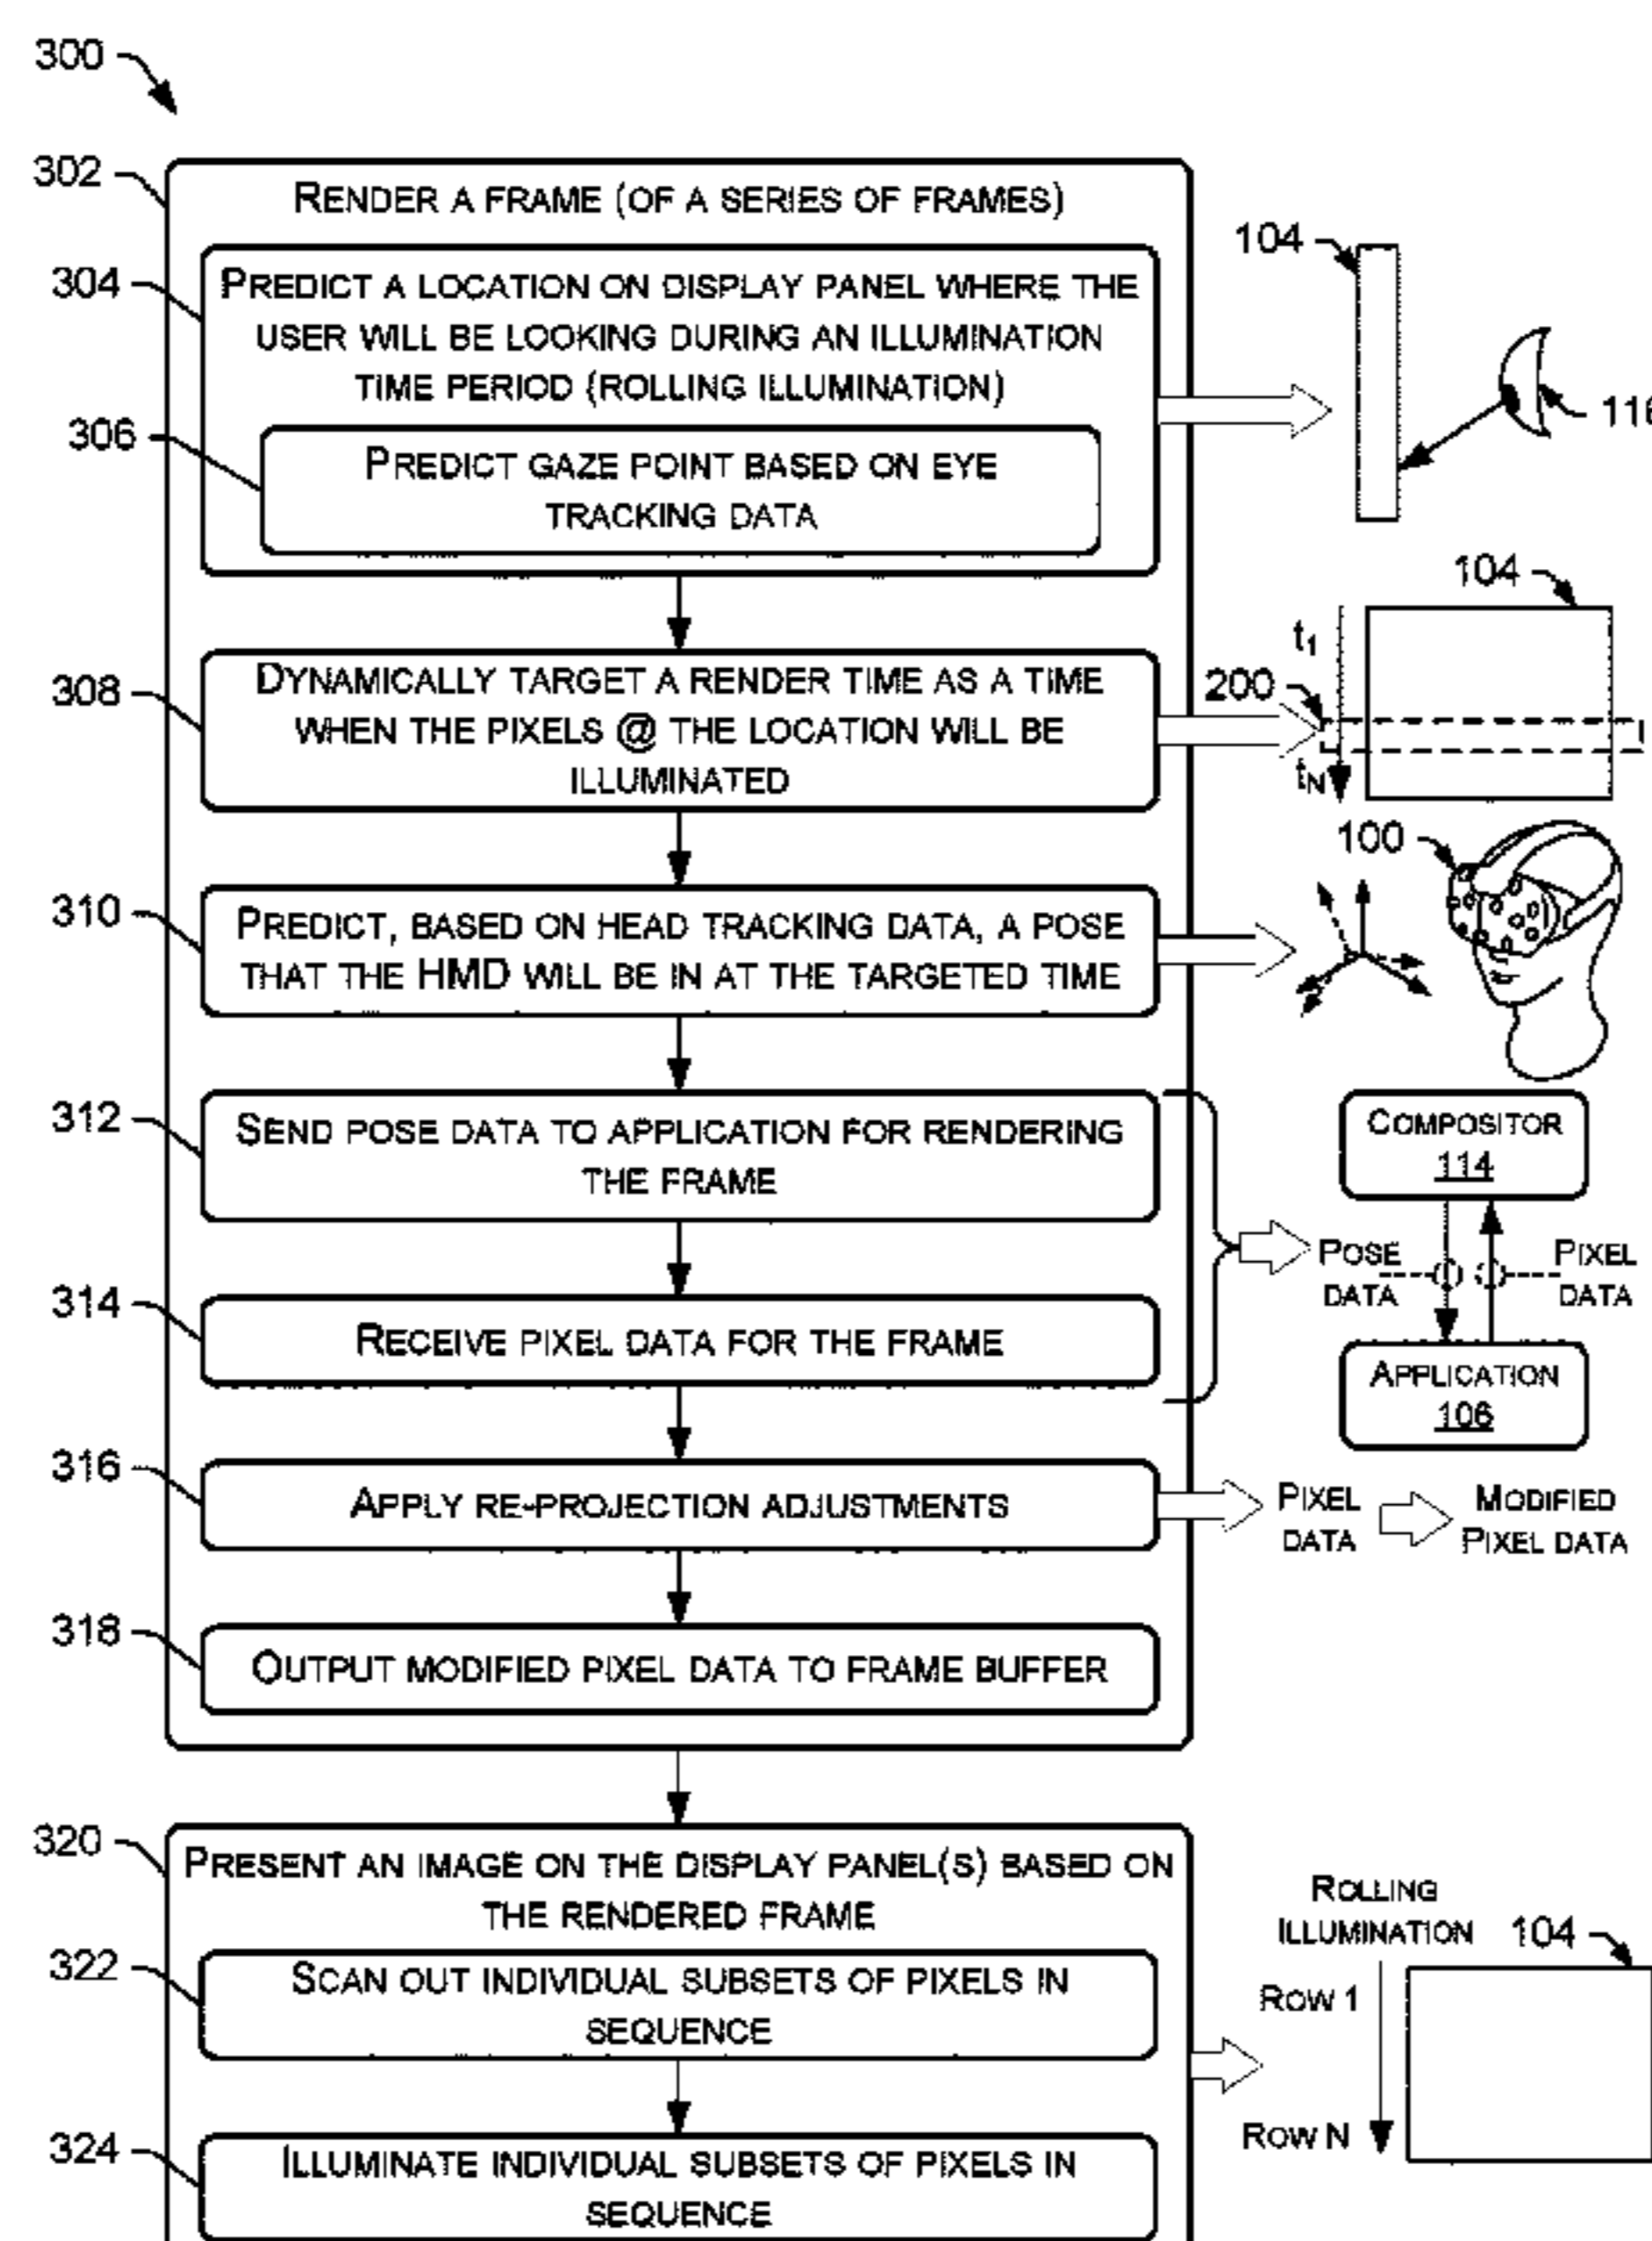 300
302
RENDER A FRAME (OF A SERIES OF FRAMES)
304
PREDICT A LOCATION ON DISPLAY PANEL WHERE THE
USER WILL BE LOOKING DURING AN ILLUMINATION
TIME PERIOD (ROLLING ILLUMINATION)
306
PREDICT GAZE POINT BASED ON EYE
TRACKING DATA
104
116
308
DYNAMICALLY TARGET A RENDER TIME AS A TIME
WHEN THE PIXELS @ THE LOCATION WILL BE
ILLUMINATED
104
t1
200
tN
310
PREDICT, BASED ON HEAD TRACKING DATA, A POSE
THAT THE HMD WILL BE IN AT THE TARGETED TIME
100
312
SEND POSE DATA TO APPLICATION FOR RENDERING
THE FRAME
314
RECEIVE PIXEL DATA FOR THE FRAME
COMPOSITOR
114
POSE
DATA
PIXEL
DATA
APPLICATION
106
316
APPLY RE-PROJECTION ADJUSTMENTS
PIXEL
DATA
MODIFIED
PIXEL DATA
318
OUTPUT MODIFIED PIXEL DATA TO FRAME BUFFER
320
PRESENT AN IMAGE ON THE DISPLAY PANEL(S) BASED ON
THE RENDERED FRAME
322
SCAN OUT INDIVIDUAL SUBSETS OF PIXELS IN
SEQUENCE
324
ILLUMINATE INDIVIDUAL SUBSETS OF PIXELS IN
SEQUENCE
ROLLING
ILLUMINATION
104
ROW 1
ROW N